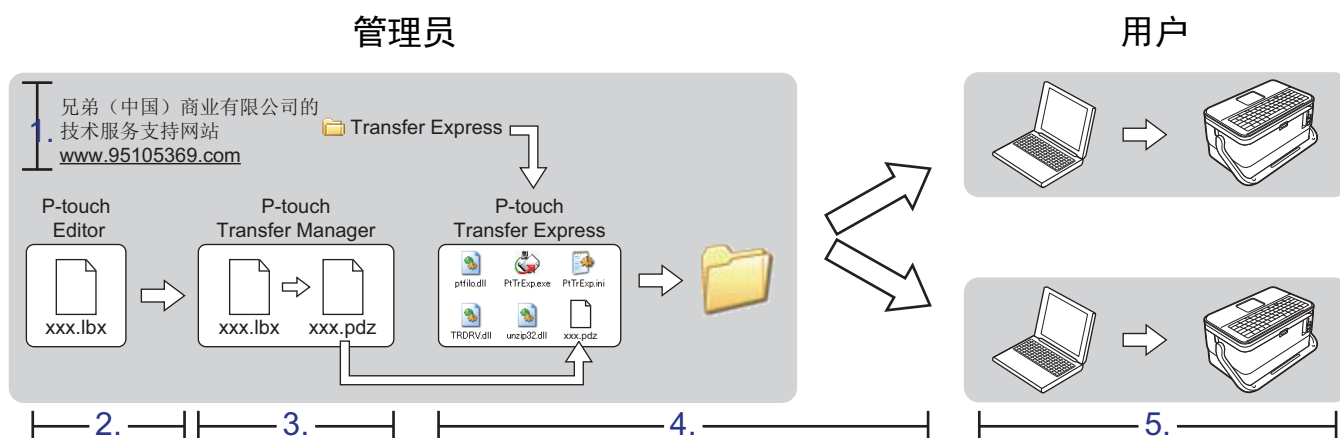 管理员
用户
1.
兄弟（中国）商业有限公司的
技术服务支持网站
www.95105369.com
Transfer Express
P-touch
Editor
xxx.lbx
P-touch
Transfer Manager
xxx.lbx
xxx.pdz
P-touch
Transfer Express
ptfilo.dll
PtTrExp.exe
PtTrExp.ini
TRDRV.dll
unzip32.dll
xxx.pdz
2.
3.
4.
5.